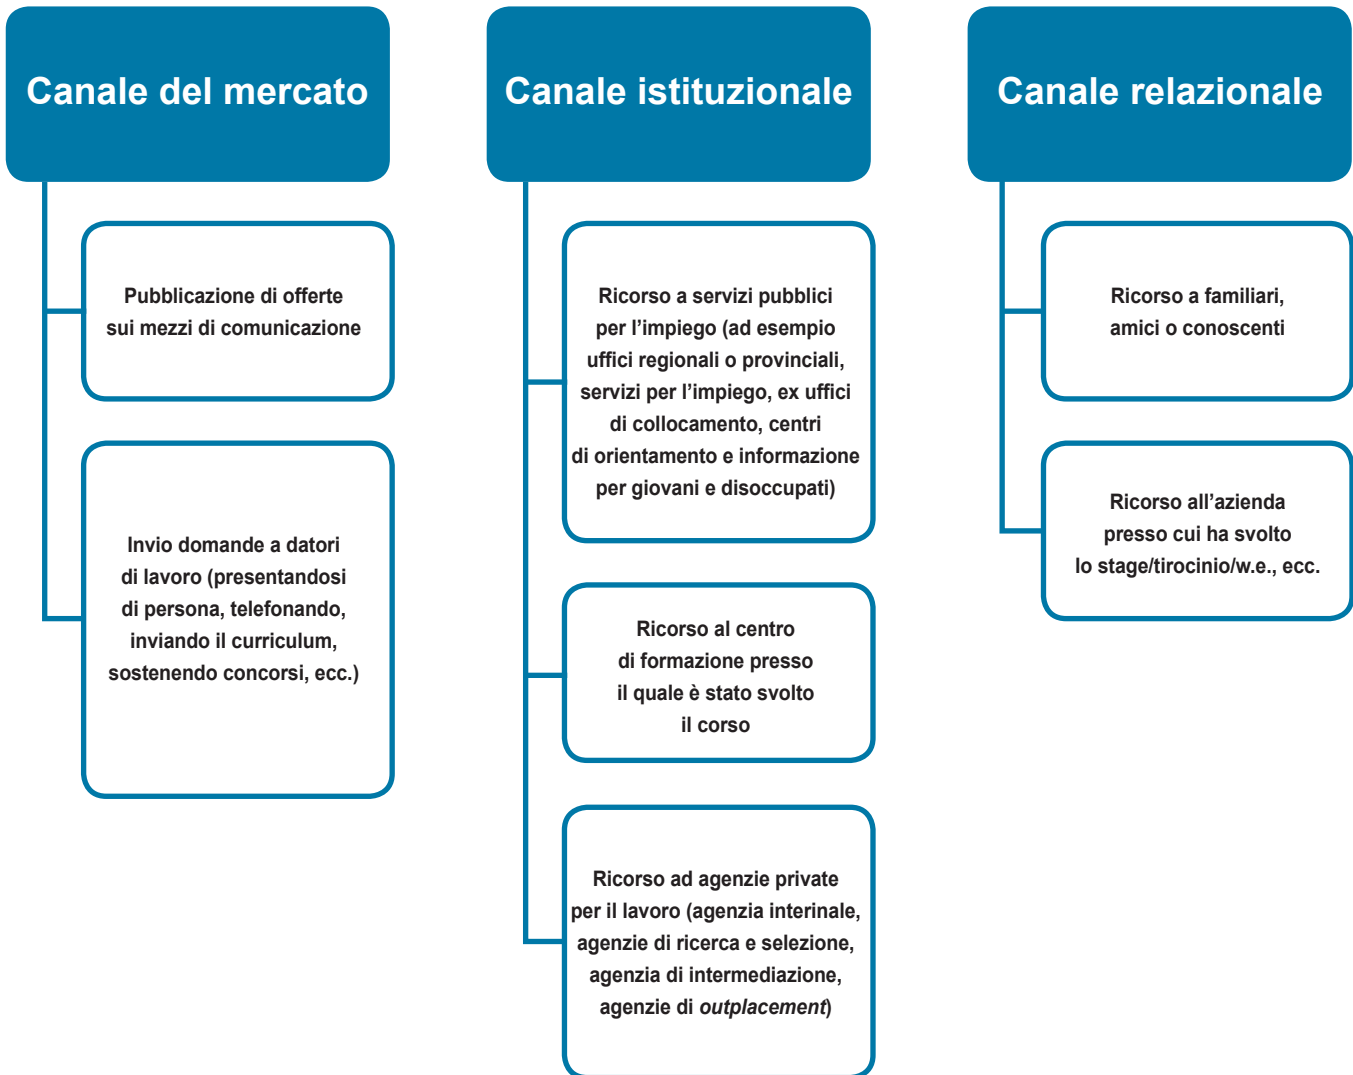 Canale del mercato
Pubblicazione di offerte
sui mezzi di comunicazione
Invio domande a datori
di lavoro (presentandosi
di persona, telefonando,
inviando il curriculum,
sostenendo concorsi, ecc.)
Canale istituzionale
Ricorso a servizi pubblici
per l’impiego (ad esempio
uffici regionali o provinciali,
servizi per l’impiego, ex uffici
di collocamento, centri
di orientamento e informazione
per giovani e disoccupati)
Ricorso al centro
di formazione presso
il quale è stato svolto
il corso
Ricorso ad agenzie private
per il lavoro (agenzia interinale,
agenzie di ricerca e selezione,
agenzia di intermediazione,
agenzie di outplacement)
Canale relazionale
Ricorso a familiari,
amici o conoscenti
Ricorso all’azienda
presso cui ha svolto
lo stage/tirocinio/w.e., ecc.